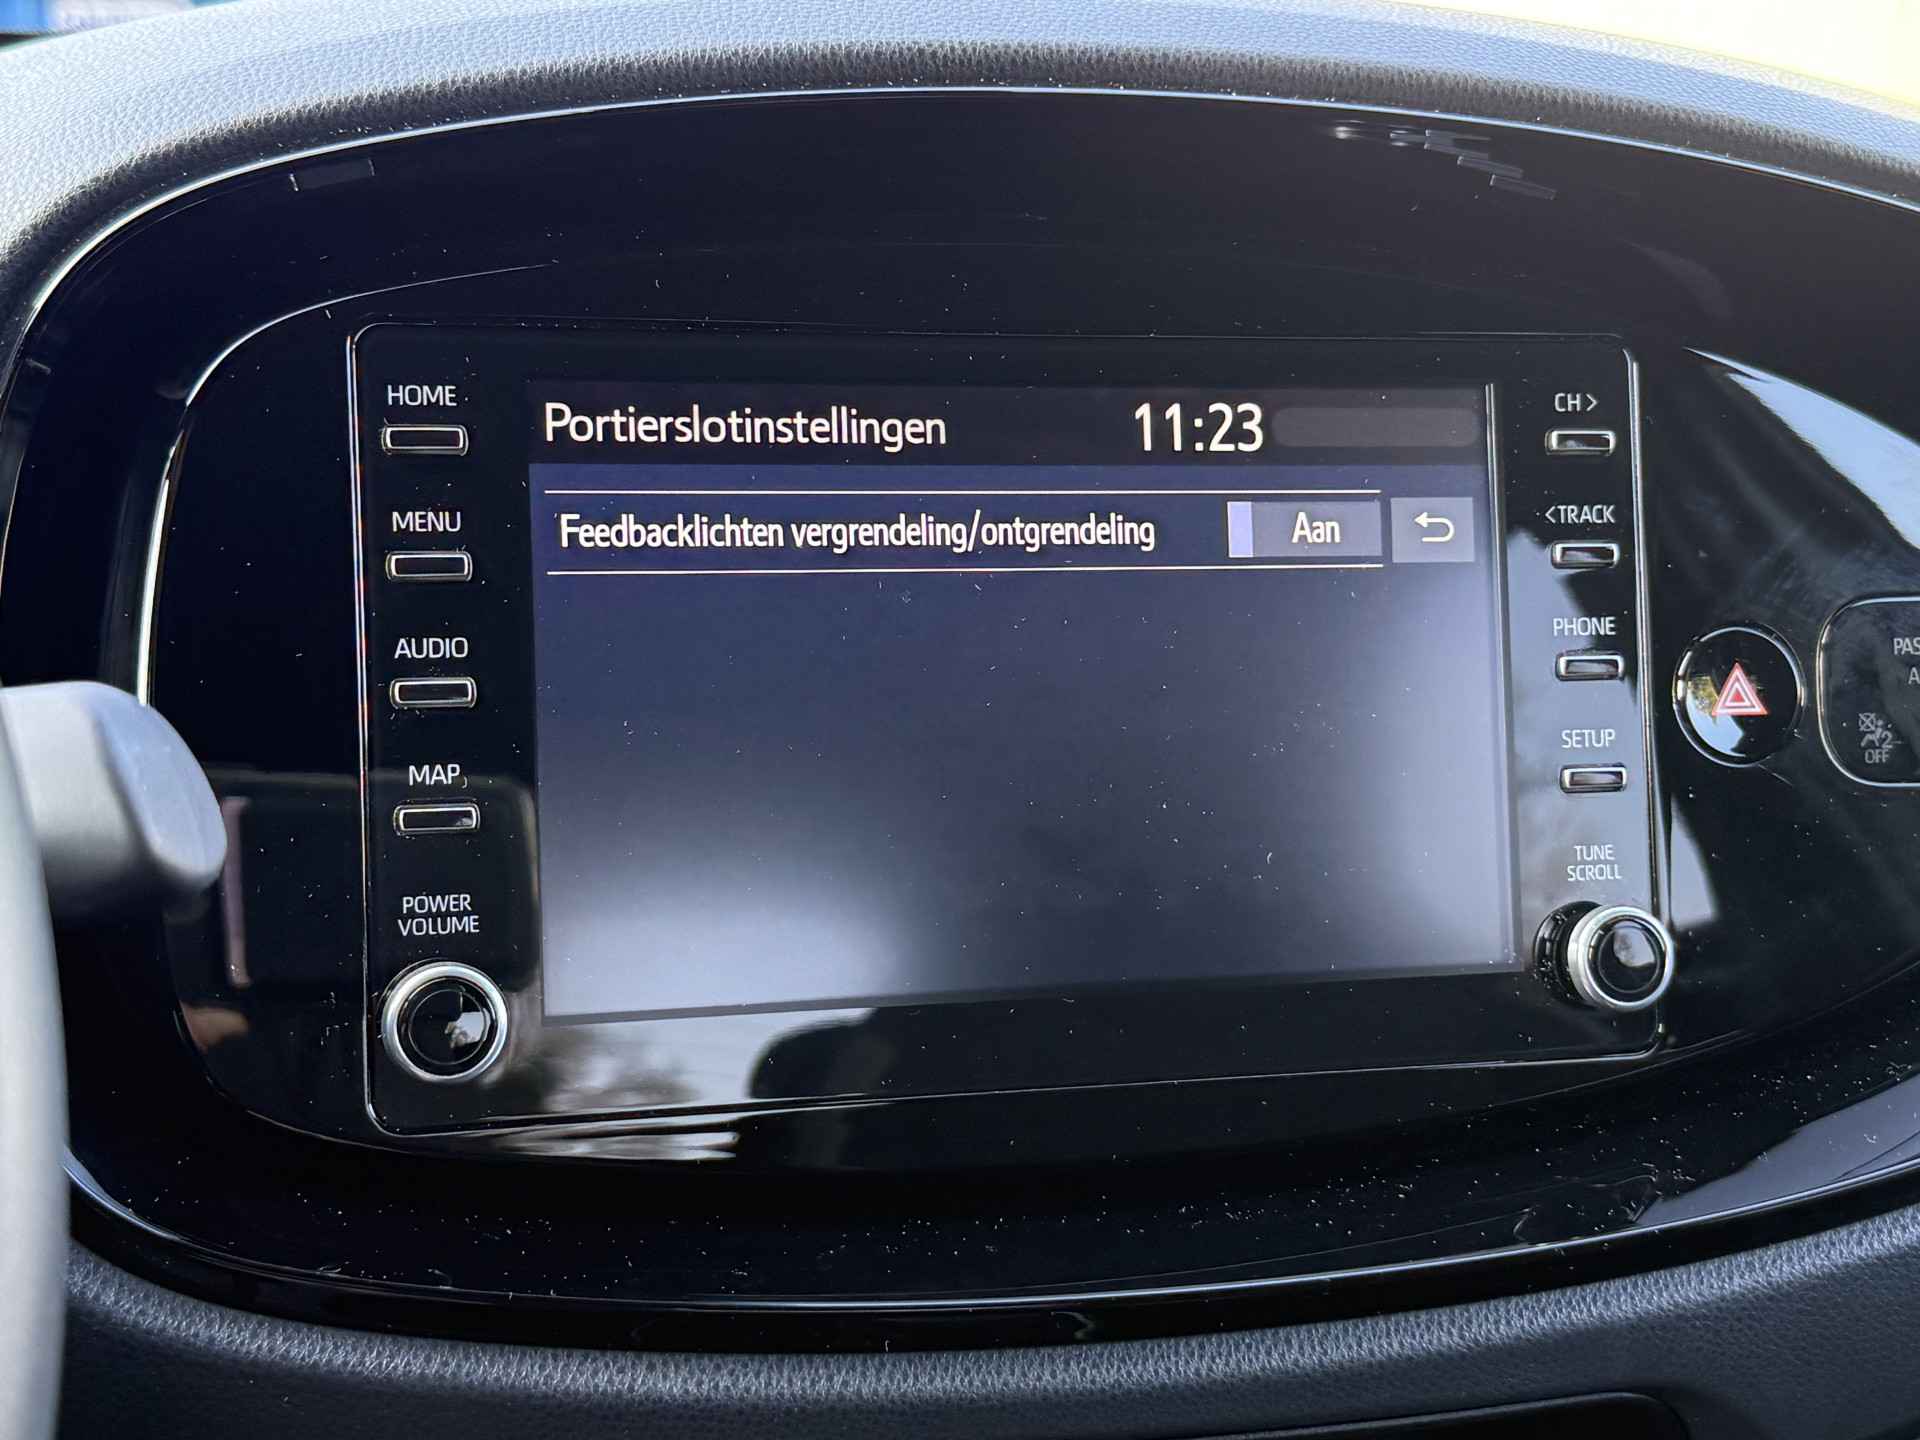 HOME
MENU
AUDIO
MAP
POWER
VOLUME
Portierslotinstellingen 11:23
Feedbacklichten vergrendeling/ontgrendeling Aan
CH >
<TRACK
PHONE
SETUP
TUNE
SCROLL
2
OFF